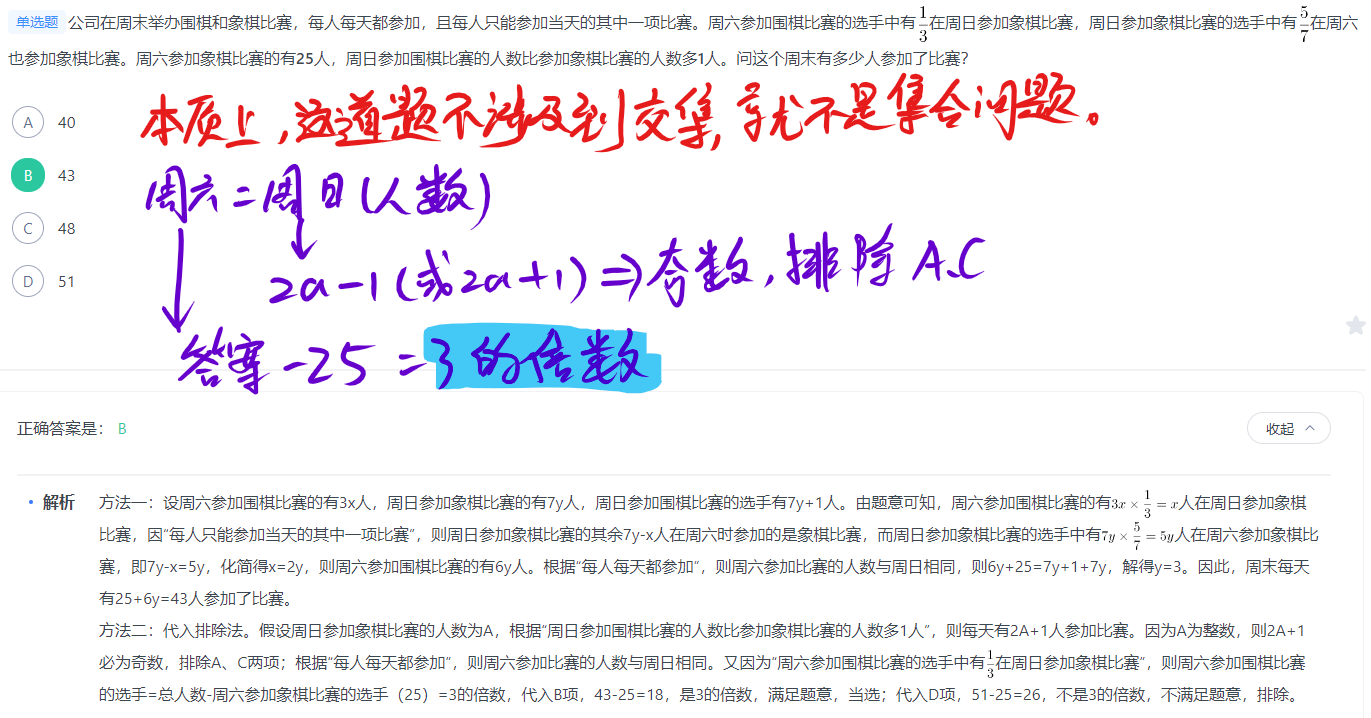 单选题 公司在周末举办围棋和象棋比赛，每人每天都参加，且每人只能参加当天的其中一项比赛。周六参加围棋比赛的选手中有1/3在周日参加象棋比赛，周日参加象棋比赛的选手中有5/7在周六
也参加象棋比赛。周六参加象棋比赛的有25人，周日参加围棋比赛的人数比参加象棋比赛的人数多1人。问这个周末有多少人参加了比赛？
本质上，这道题不涉及到交集，就不是集合问题。
A 40
B 43
周六=周日(人数)
C 48
2a-1(或2a+1)⇒奇数，排除A、C
D 51
答案-25=3的倍数
正确答案是： B
收起
• 解析 方法一：设周六参加围棋比赛的有3x人，周日参加象棋比赛的有7y人，周日参加围棋比赛的选手有7y+1人。由题意可知，周六参加围棋比赛的有3x×1/3=x人在周日参加象棋
比赛，因“每人只能参加当天的其中一项比赛”，则周日参加象棋比赛的其余7y-x人在周六时参加的是象棋比赛，而周日参加象棋比赛的选手中有7y×5/7=5y人在周六参加象棋比
赛，即7y-x=5y，化简得x=2y，则周六参加围棋比赛的有6y人。根据“每人每天都参加”，则周六参加比赛的人数与周日相同，则6y+25=7y+1+7y，解得y=3。因此，周末每天
有25+6y=43人参加了比赛。
方法二：代入排除法。假设周日参加象棋比赛的人数为A，根据“周日参加围棋比赛的人数比参加象棋比赛的人数多1人”，则每天有2A+1人参加比赛。因为A为整数，则2A+1
必为奇数，排除A、C两项；根据“每人每天都参加”，则周六参加比赛的人数与周日相同。又因为“周六参加围棋比赛的选手中有1/3在周日参加象棋比赛”，则周六参加围棋比赛
的选手=总人数-周六参加象棋比赛的选手（25）=3的倍数，代入B项，43-25=18，是3的倍数，满足题意，当选；代入D项，51-25=26，不是3的倍数，不满足题意，排除。